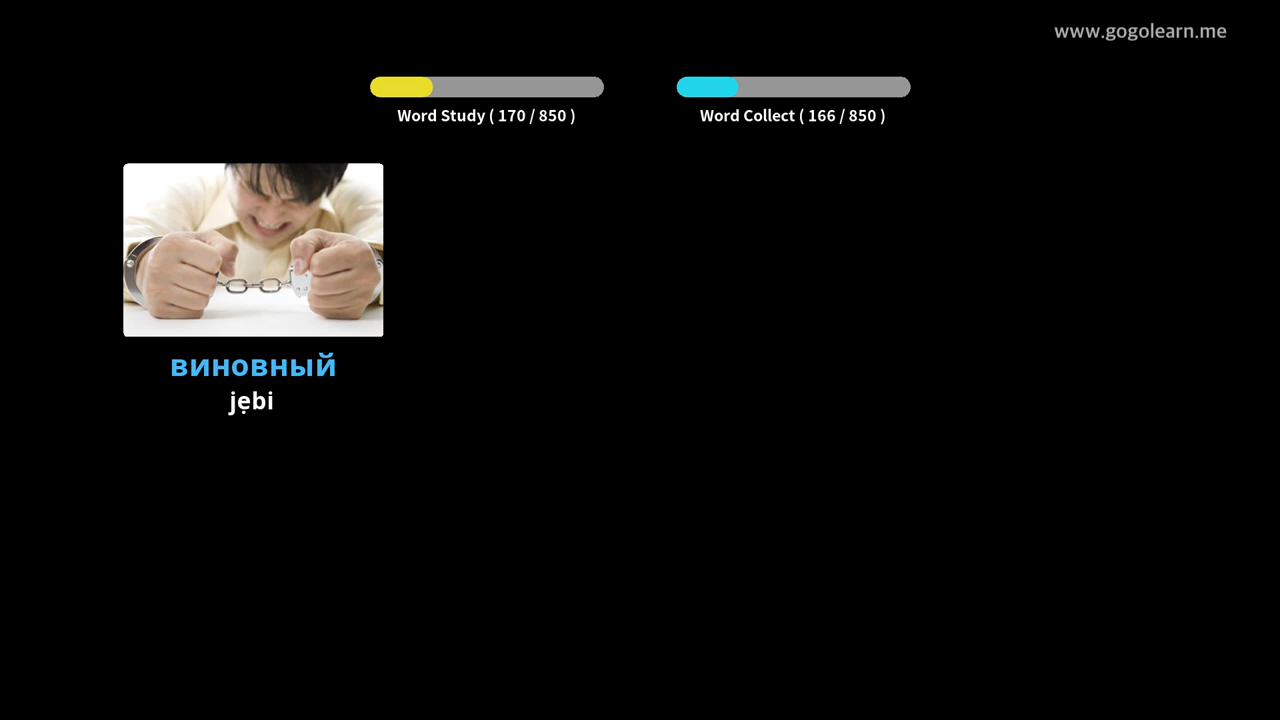 www.gogolearn.me
Word Study ( 170 / 850 )
Word Collect ( 166 / 850 )
виновный
jẹbi